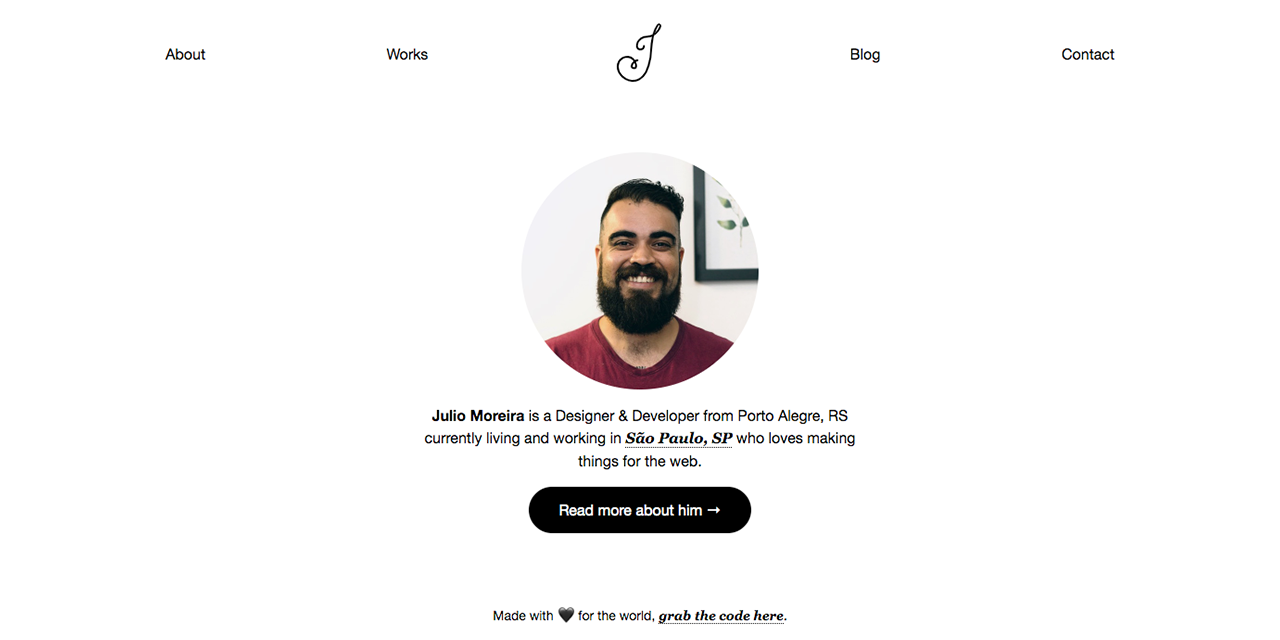 About
Works
J
Blog
Contact
Julio Moreira is a Designer & Developer from Porto Alegre, RS
currently living and working in São Paulo, SP who loves making
things for the web.
Read more about him →
Made with 🖤 for the world, grab the code here.